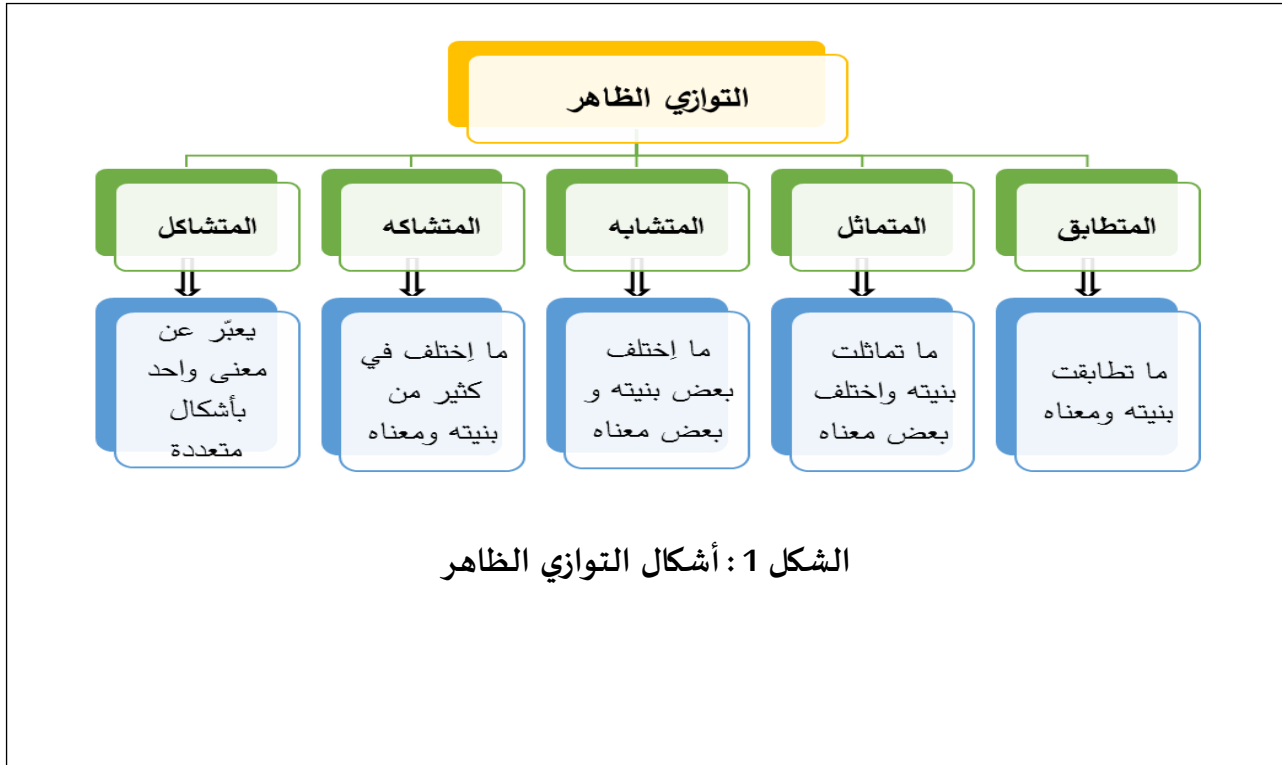 التوازي الظاهر
المتطابق
المتماثل
المتشابه
المتشاكه
المتشاكل
ما تطابقت
بنيته ومعناه
ما تماثلت
بنيته واختلف
بعض معناه
ما اِختلف
بعض بنيته و
بعض معناه
ما اِختلف في
كثير من
بنيته ومعناه
يعبّر عن
معنى واحد
بأشكال
متعددة
الشكل 1 : أشكال التوازي الظاهر